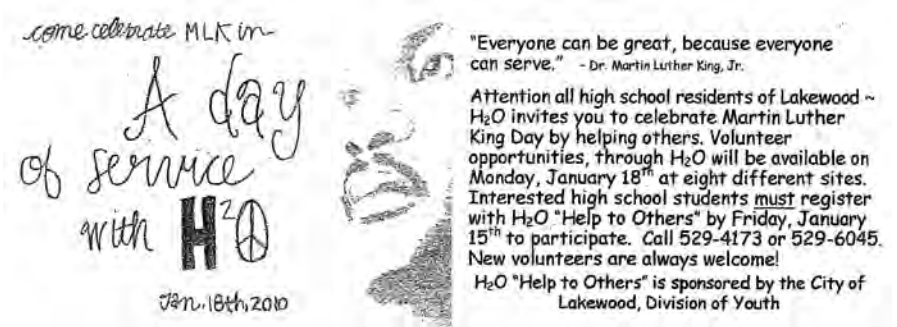 come celebrate MLK in
A day
of service
with H²O
Jan. 18th, 2010
"Everyone can be great, because everyone
can serve." - Dr. Martin Luther King, Jr.
Attention all high school residents of Lakewood ~
H₂O invites you to celebrate Martin Luther
King Day by helping others. Volunteer
opportunities, through H₂O will be available on
Monday, January 18ᵗʰ at eight different sites.
Interested high school students must register
with H₂O "Help to Others" by Friday, January
15ᵗʰ to participate. Call 529-4173 or 529-6045.
New volunteers are always welcome!
H₂O "Help to Others" is sponsored by the City of
Lakewood, Division of Youth